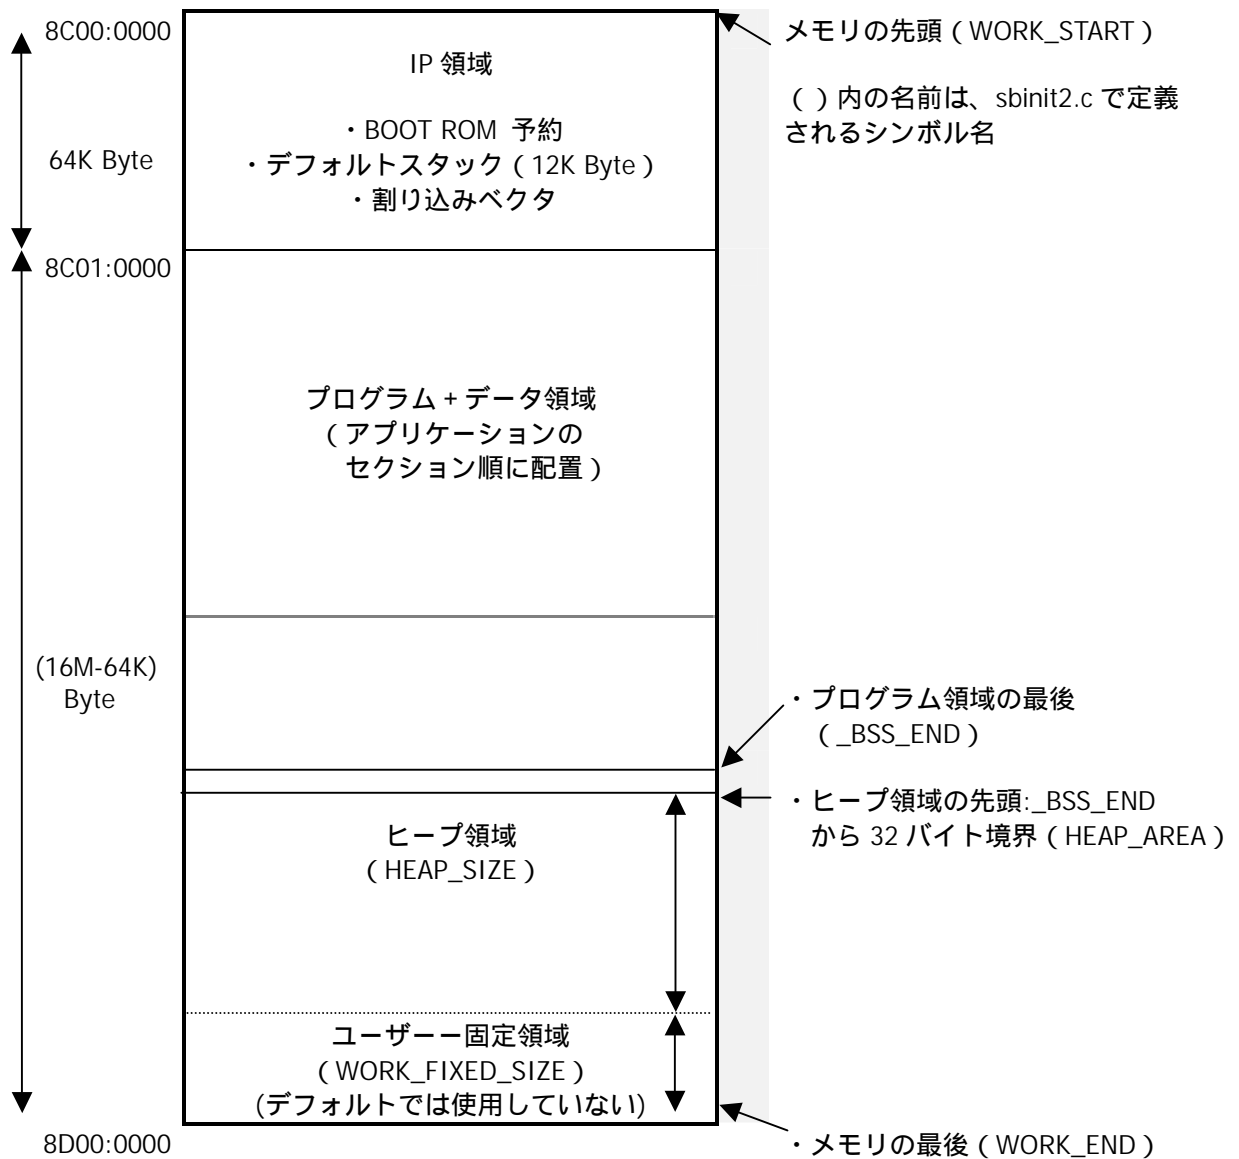 8C00:0000
メモリの先頭（WORK_START）
IP 領域
（ ）内の名前は、sbinit2.c で定義
されるシンボル名
・BOOT ROM 予約
64K Byte
・デフォルトスタック（12K Byte）
・割り込みベクタ
8C01:0000
プログラム+データ領域
（アプリケーションの
セクション順に配置）
(16M-64K)
Byte
・プログラム領域の最後
（_BSS_END）
・ヒープ領域の先頭:_BSS_END
から 32 バイト境界（HEAP_AREA）
ヒープ領域
（HEAP_SIZE）
ユーザーー固定領域
（WORK_FIXED_SIZE）
(デフォルトでは使用していない)
8D00:0000
・メモリの最後（WORK_END）